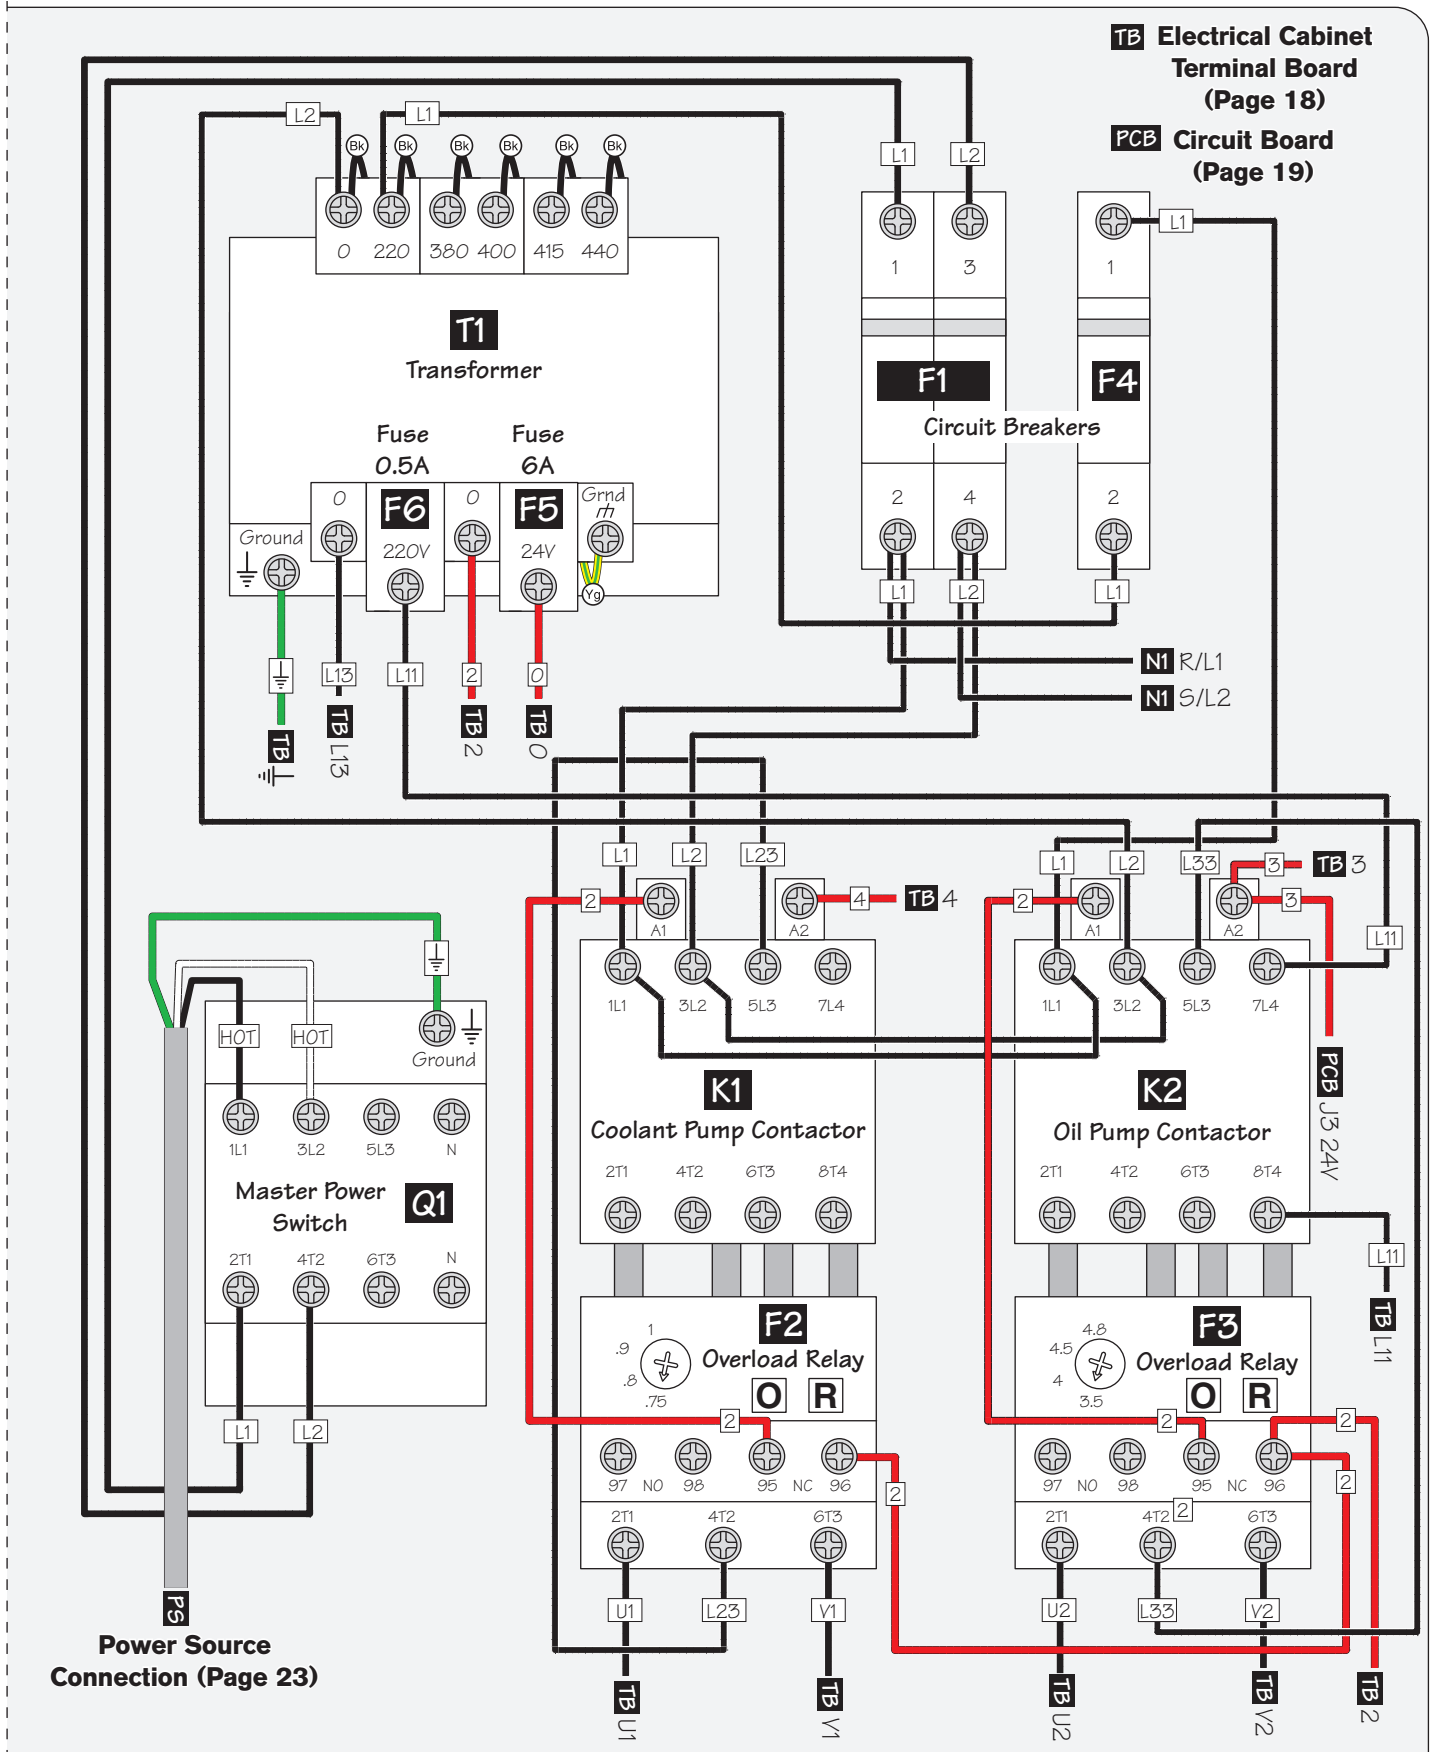 TB Electrical Cabinet
Terminal Board
(Page 18)
PCB Circuit Board
(Page 19)
L2
L1
L1
L2
L1
Bk Bk Bk Bk Bk Bk
0 220 380 400 415 440
1 3
1
T1
Transformer
F1
F4
Circuit Breakers
Fuse
0.5A
Fuse
6A
0 F6 0 F5 Grnd
220V 24V
Ground
Yg
2 4
2
L1 L2 L1
L13 L11 2 0
N1 R/L1
N1 S/L2
TB
TB L13
TB 2
TB 0
L1 L2 L23
L1 L2 L33
2 4 TB 4
2 3 TB 3
3
A1 A2
A1 A2
L11
1L1 3L2 5L3 7L4
1L1 3L2 5L3 7L4
HOT HOT
Ground
K1
Coolant Pump Contactor
K2
Oil Pump Contactor
PCB J3 24V
1L1 3L2 5L3 N
Master Power
Switch
Q1
2T1 4T2 6T3 8T4
2T1 4T2 6T3 8T4
2T1 4T2 6T3 N
L11
TB L11
F2
Overload Relay
O R
1
.9
.8
.75
F3
Overload Relay
O R
4.8
4.5
4
3.5
L1 L2
2
2 2
97 NO 98 95 NC 96
97 NO 98 95 NC 96
2
2
2T1 4T2 6T3
2T1 4T2 2 6T3
U1 L23 V1
U2 L33 V2
PS
Power Source
Connection (Page 23)
TB U1
TB V1
TB U2
TB V2
TB 2